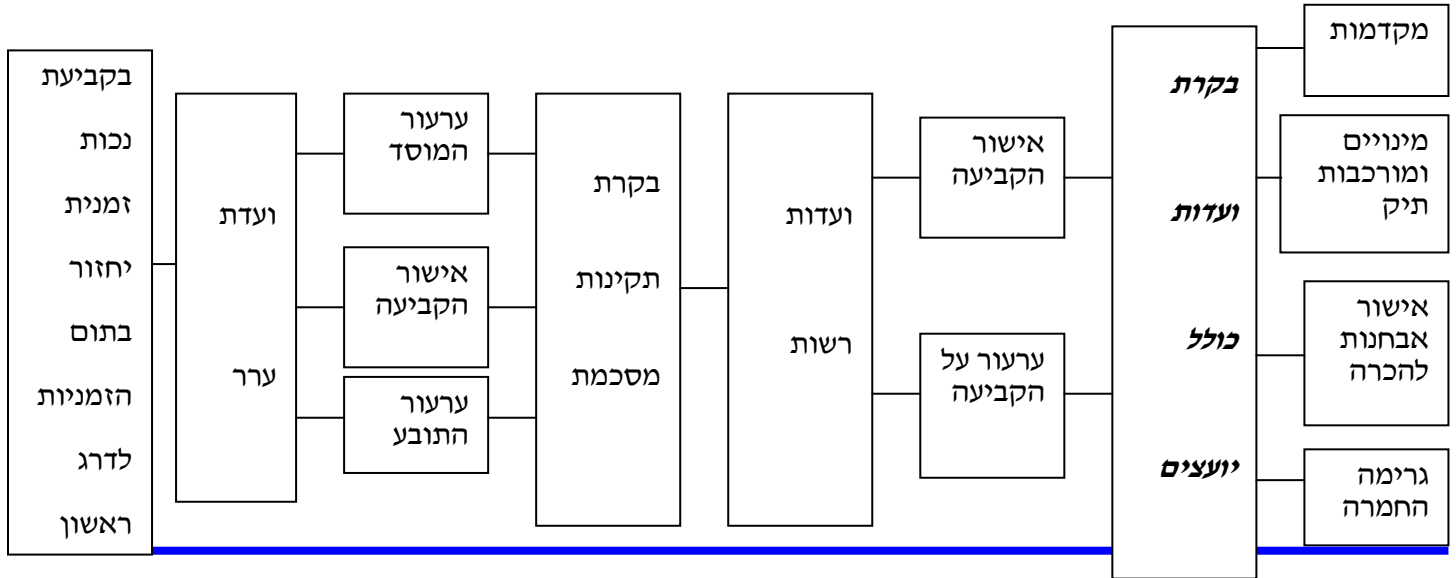 מקדמות
מינויים
ומורכבות
תיק
אישור
אבחנות
להכרה
גרימה
החמרה
בקרת
ועדות
כולל
יועצים
אישור
הקביעה
ערעור על
הקביעה
ועדות
רשות
בקרת
תקינות
מסכמת
ערעור
המוסד
אישור
הקביעה
ערעור
התובע
ועדת
ערר
בקביעת
נכות
זמנית
יחזור
בתום
הזמניות
לדרג
ראשון